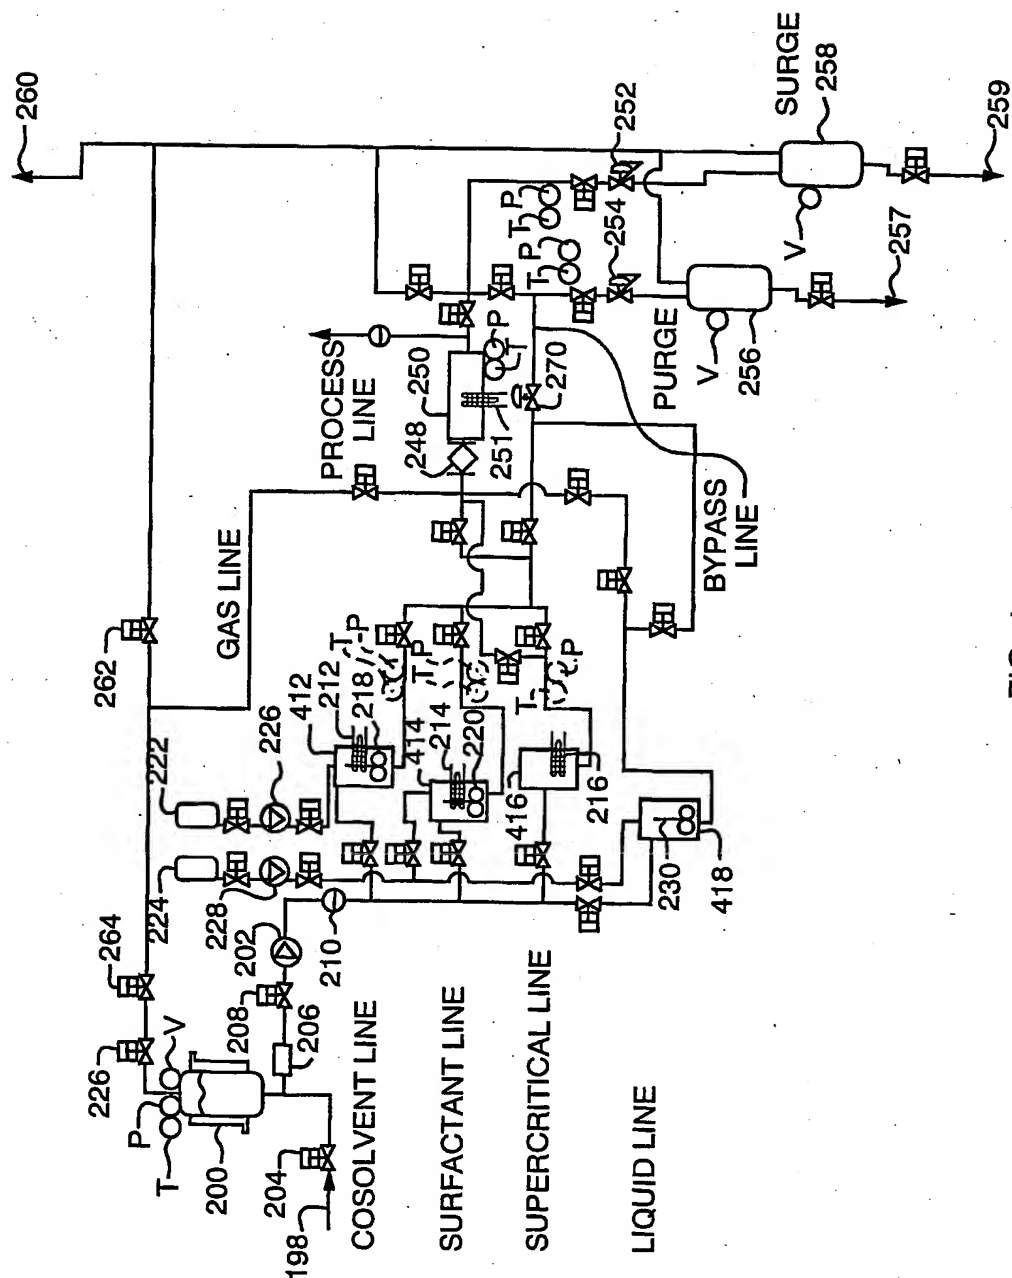 260
SURGE
258
252
259
P
T
P
T
254
V
257
PURGE
V
256
PROCESS
LINE
250
248
P
T
251
270
BYPASS
LINE
GAS LINE
262
222
226
412
212
218
T
P
414
T
P
214
220
416
T
P
216
230
418
224
228
264
202
210
226
V
P
T
208
206
200
204
198
COSOLVENT LINE
SURFACTANT LINE
SUPERCRITICAL LINE
LIQUID LINE